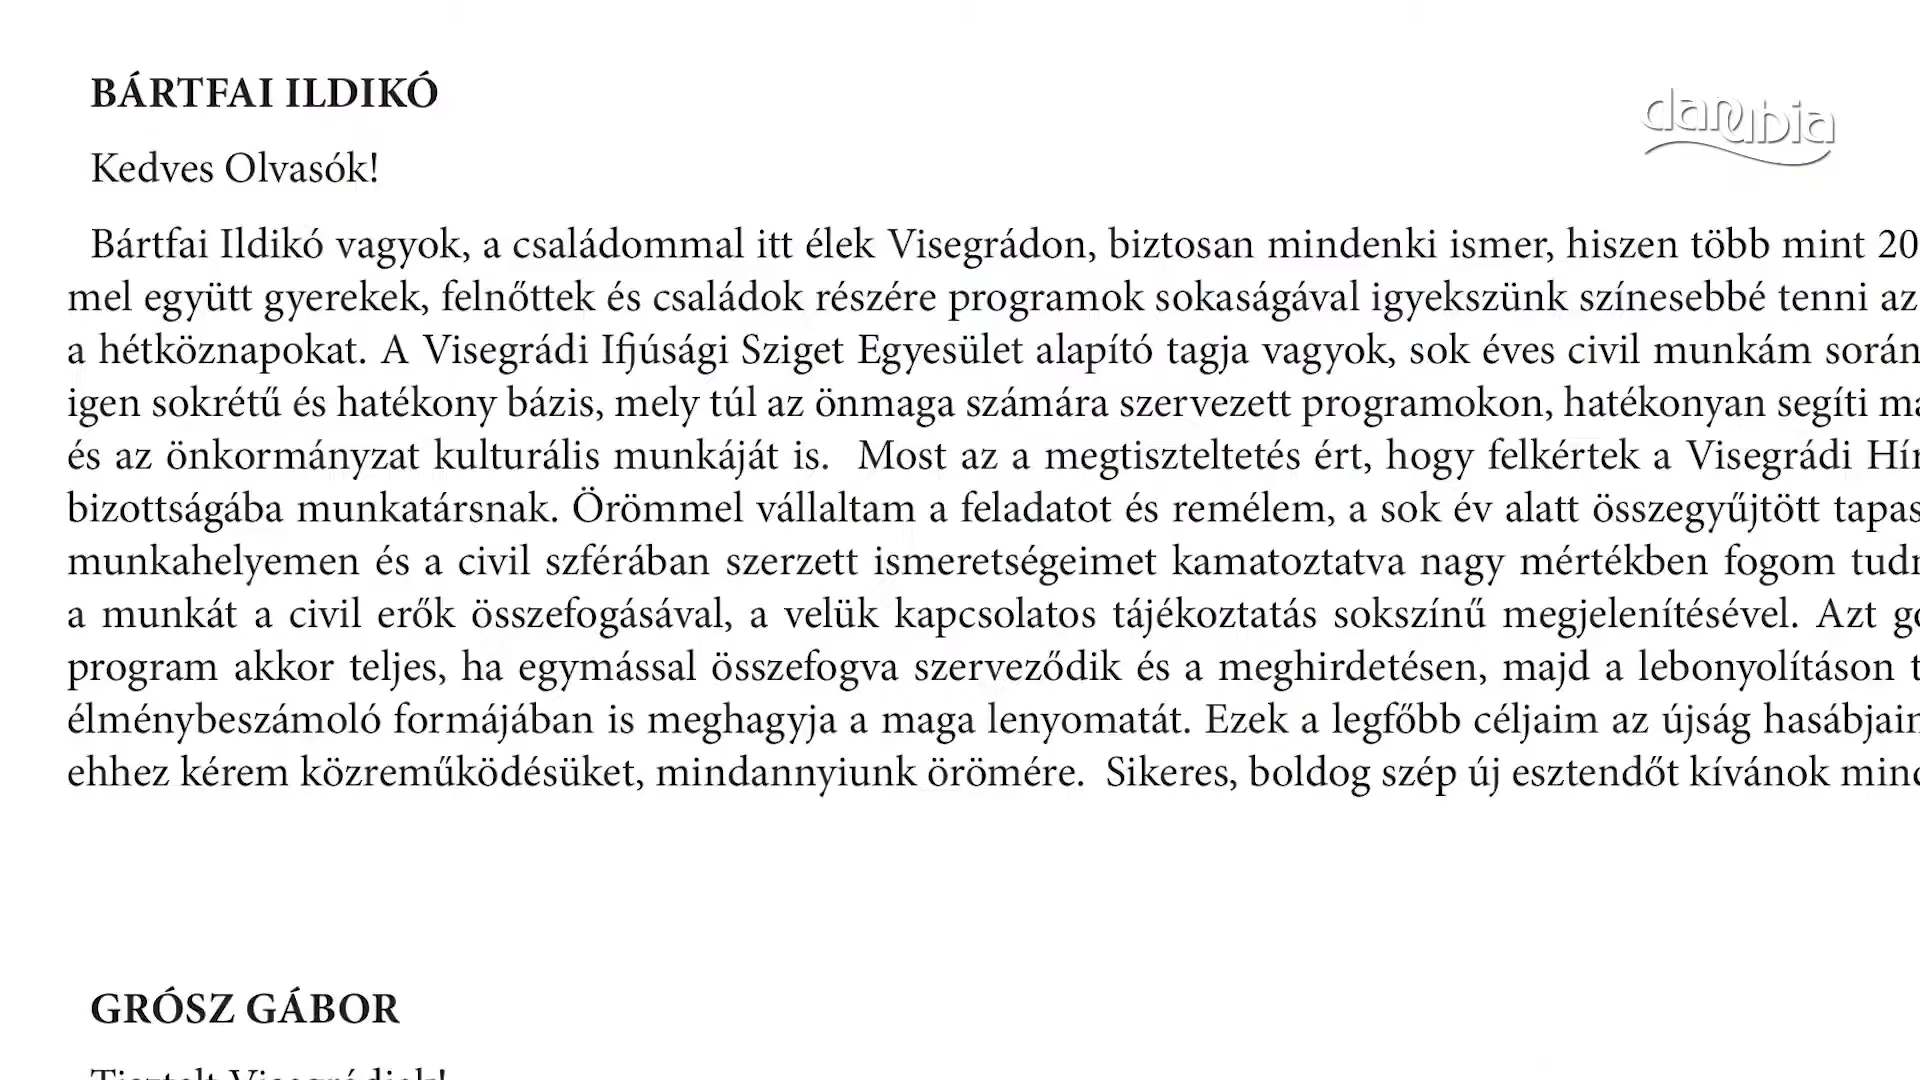 BÁRTFAI ILDIKÓ
danubia
Kedves Olvasók!
Bártfai Ildikó vagyok, a családommal itt élek Visegrádon, biztosan mindenki ismer, hiszen több mint 20
mel együtt gyerekek, felnőttek és családok részére programok sokaságával igyekszünk színesebbé tenni az
a hétköznapokat. A Visegrádi Ifjúsági Sziget Egyesület alapító tagja vagyok, sok éves civil munkám során
igen sokrétű és hatékony bázis, mely túl az önmaga számára szervezett programokon, hatékonyan segíti
és az önkormányzat kulturális munkáját is. Most az a megtiszteltetés ért, hogy felkértek a Visegrádi Hír
bizottságába munkatársnak. Örömmel vállaltam a feladatot és remélem, a sok év alatt összegyűjtött tapas
munkahelyemen és a civil szférában szerzett ismeretségeimet kamatoztatva nagy mértékben fogom tud
a munkát a civil erők összefogásával, a velük kapcsolatos tájékoztatás sokszínű megjelenítésével. Azt
program akkor teljes, ha egymással összefogva szerveződik és a meghirdetésen, majd a lebonyolításon
élménybeszámoló formájában is meghagyja a maga lenyomatát. Ezek a legfőbb céljaim az újság hasábjain
ehhez kérem közreműködésüket, mindannyiunk örömére. Sikeres, boldog szép új esztendőt kívánok
GRÓSZ GÁBOR
Tisztelt Visegrádiak!